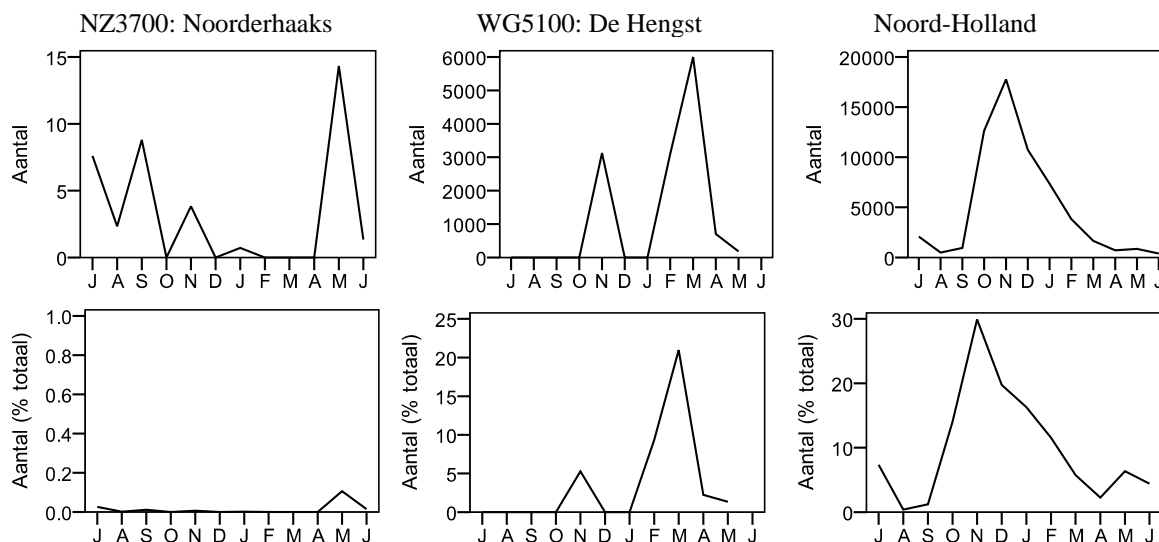 NZ3700: Noorderhaaks
WG5100: De Hengst
Noord-Holland
15
10
5
0
Aantal
J A S O N D J F M A M J
6000
5000
4000
3000
2000
1000
0
Aantal
J A S O N D J F M A M J
20000
15000
10000
5000
0
Aantal
J A S O N D J F M A M J
1.0
0.8
0.6
0.4
0.2
0.0
Aantal (% totaal)
J A S O N D J F M A M J
25
20
15
10
5
0
Aantal (% totaal)
J A S O N D J F M A M J
30
20
10
0
Aantal (% totaal)
J A S O N D J F M A M J